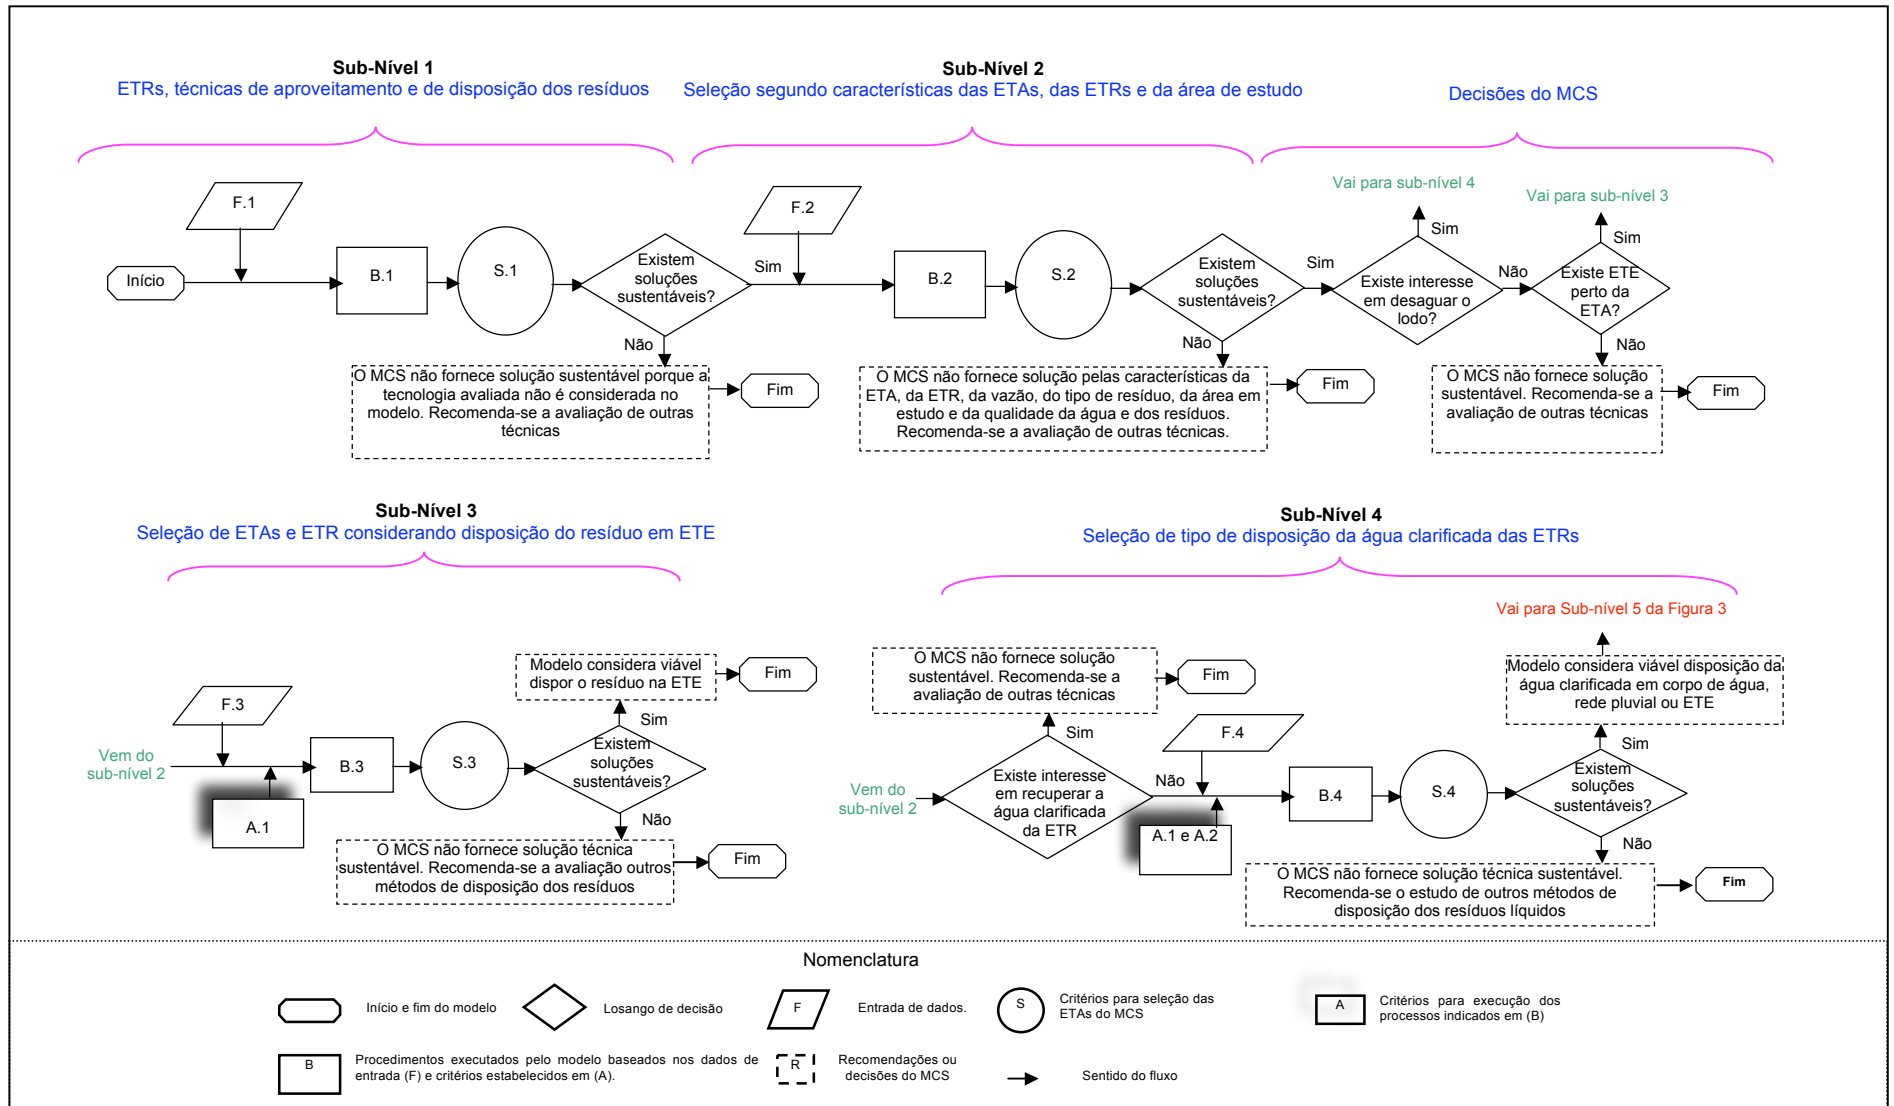 Sub-Nível 1
ETRs, técnicas de aproveitamento e de disposição dos resíduos
Sub-Nível 2
Seleção segundo características das ETAs, das ETRs e da área de estudo
Decisões do MCS
Vai para sub-nível 4
Vai para sub-nível 3
F.1
F.2
Sim
Sim
Início
B.1
S.1
Existem
soluções
sustentáveis?
Sim
B.2
S.2
Existem
soluções
sustentáveis?
Sim
Existe interesse
em desaguar o
lodo?
Não
Existe ETE
perto da
ETA?
Não
Não
Não
O MCS não fornece solução sustentável porque a
tecnologia avaliada não é considerada no
modelo. Recomenda-se a avaliação de outras
técnicas
Fim
O MCS não fornece solução pelas características da
ETA, da ETR, da vazão, do tipo de resíduo, da área em
estudo e da qualidade da água e dos resíduos.
Recomenda-se a avaliação de outras técnicas.
Fim
O MCS não fornece solução
sustentável. Recomenda-se a
avaliação de outras técnicas
Fim
Sub-Nível 3
Seleção de ETAs e ETR considerando disposição do resíduo em ETE
Modelo considera viável
dispor o resíduo na ETE
Fim
F.3
Sim
Vem do
sub-nível 2
B.3
S.3
Existem
soluções
sustentáveis?
A.1
Não
O MCS não fornece solução técnica
sustentável. Recomenda-se a avaliação outros
métodos de disposição dos resíduos
Fim
Sub-Nível 4
Seleção de tipo de disposição da água clarificada das ETRs
Vai para Sub-nível 5 da Figura 3
O MCS não fornece solução
sustentável. Recomenda-se a
avaliação de outras técnicas
Fim
Modelo considera viável disposição da
água clarificada em corpo de água,
rede pluvial ou ETE
Sim
F.4
Sim
Vem do
sub-nível 2
Existe interesse
em recuperar a
água clarificada
da ETR
Não
B.4
S.4
Existem
soluções
sustentáveis?
A.1 e A.2
Não
O MCS não fornece solução técnica sustentável.
Recomenda-se o estudo de outros métodos de
disposição dos resíduos líquidos
Fim
Nomenclatura
Início e fim do modelo
Losango de decisão
F
Entrada de dados.
S
Critérios para seleção das
ETAs do MCS
A
Critérios para execução dos
processos indicados em (B)
B
Procedimentos executados pelo modelo baseados nos dados de
entrada (F) e critérios estabelecidos em (A).
R
Recomendações ou
decisões do MCS
Sentido do fluxo